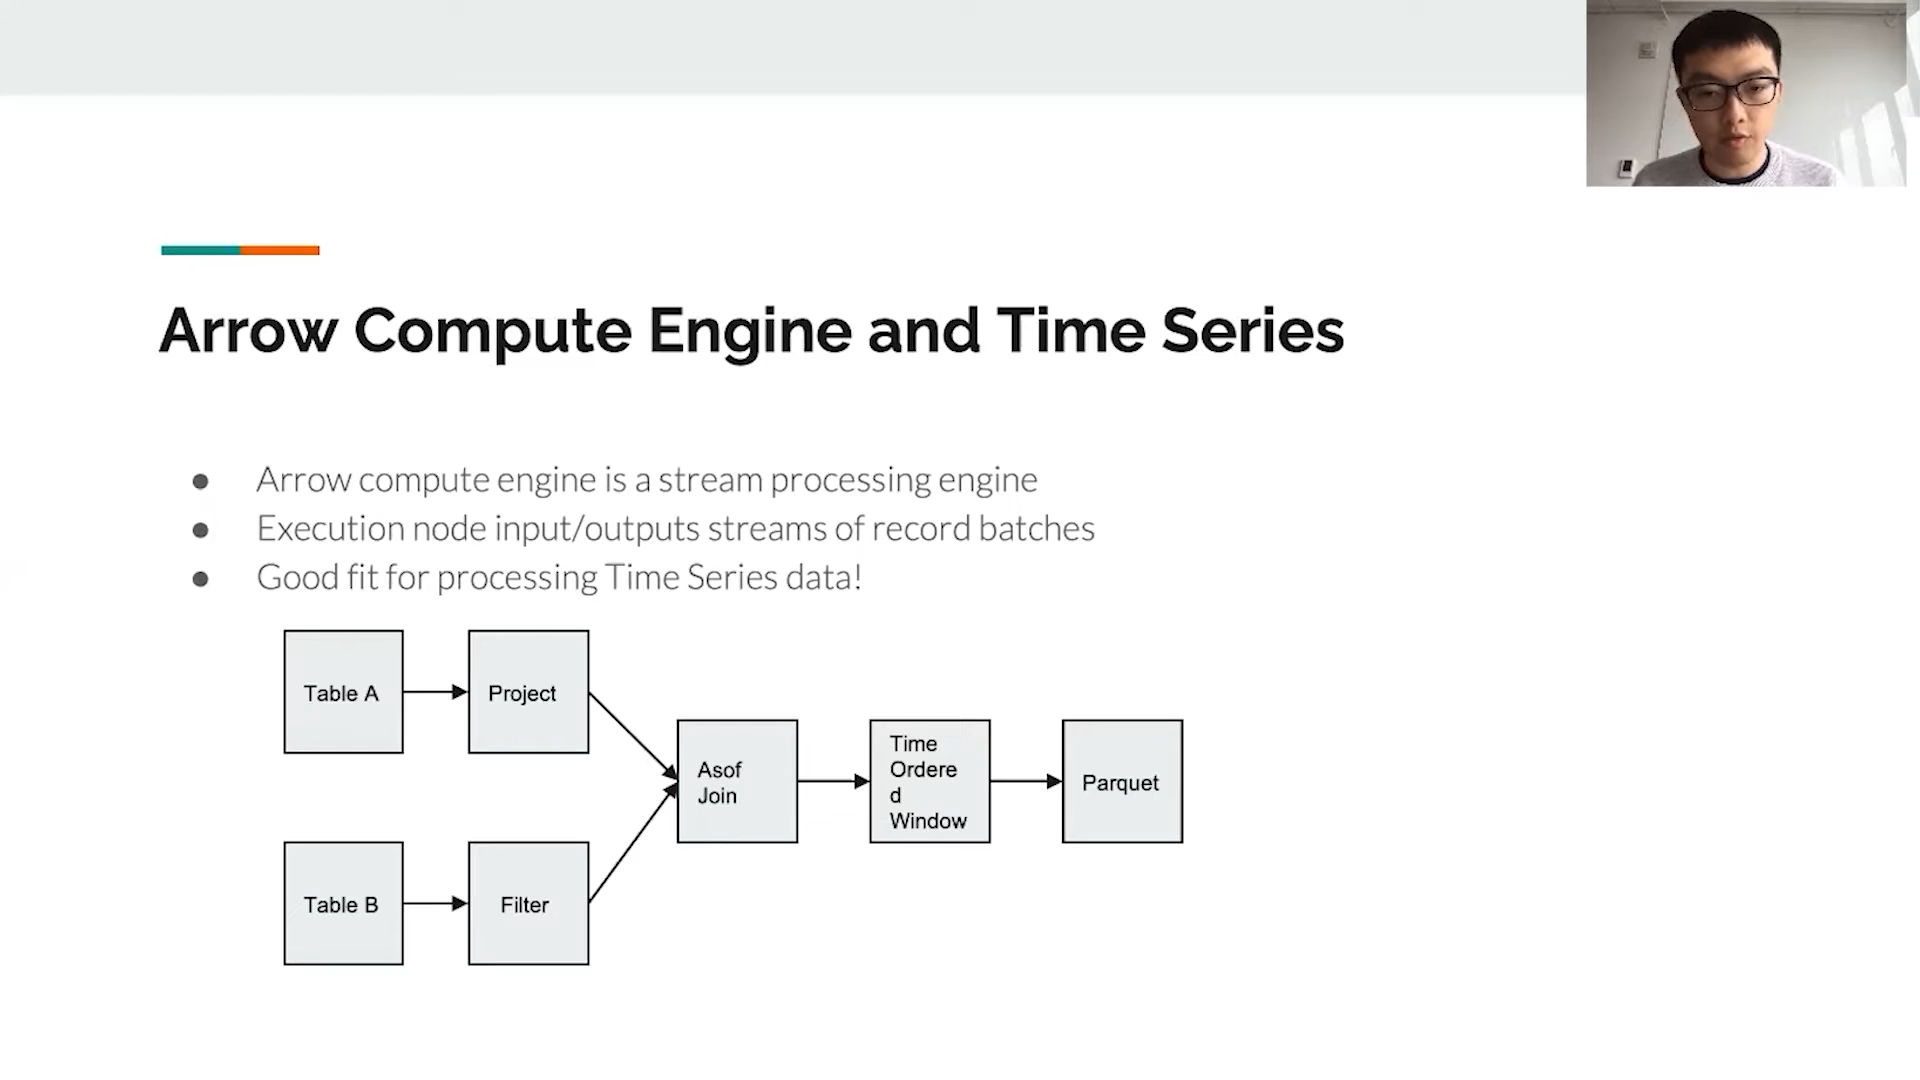 Arrow Compute Engine and Time Series
● Arrow compute engine is a stream processing engine
● Execution node input/outputs streams of record batches
● Good fit for processing Time Series data!
Table A
Project
Asof
Join
Time
Ordere
d
Window
Parquet
Table B
Filter